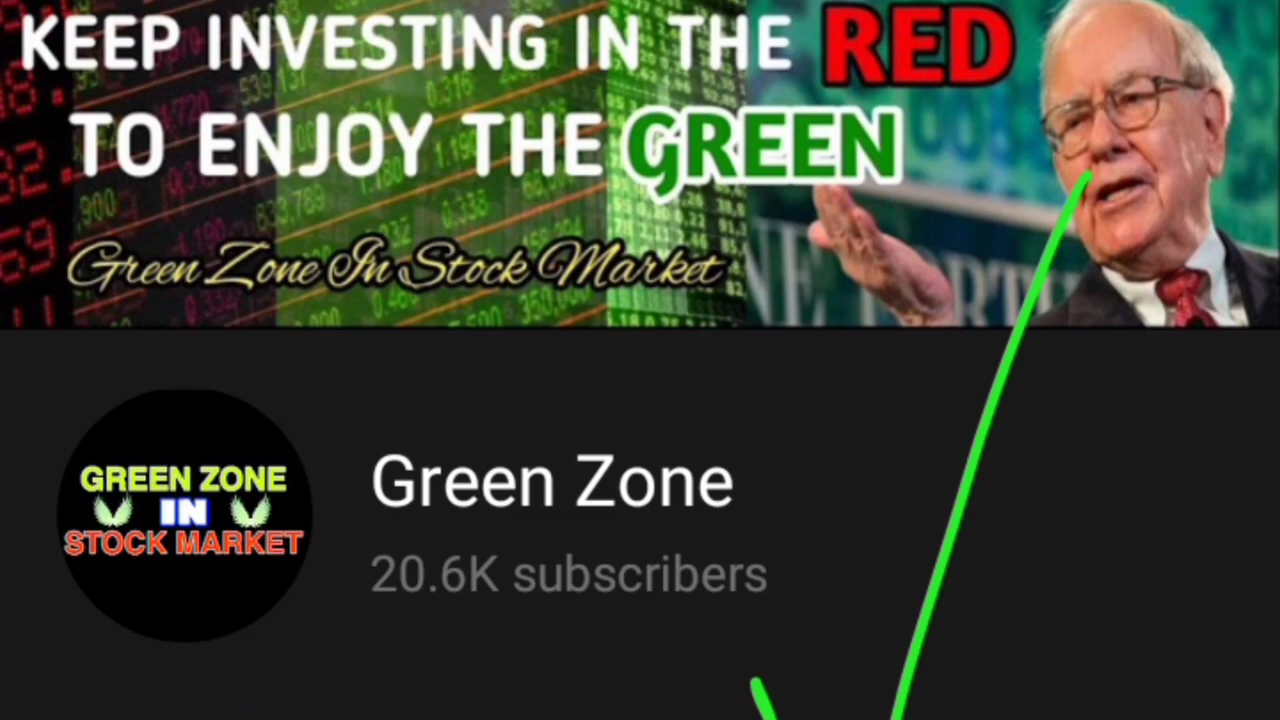 KEEP INVESTING IN THE RED
TO ENJOY THE GREEN
Green Zone In Stock Market
GREEN ZONE
IN
STOCK MARKET
Green Zone
20.6K subscribers